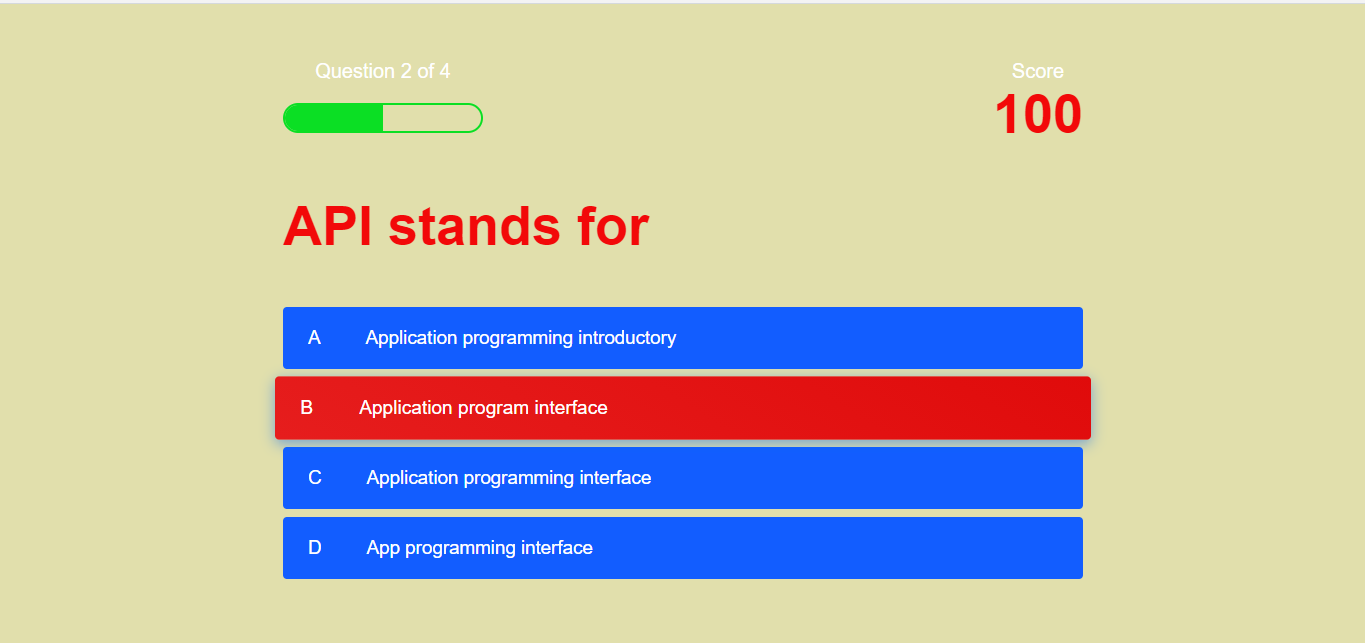 Question 2 of 4
Score
100
API stands for
A Application programming introductory
B Application program interface
C Application programming interface
D App programming interface